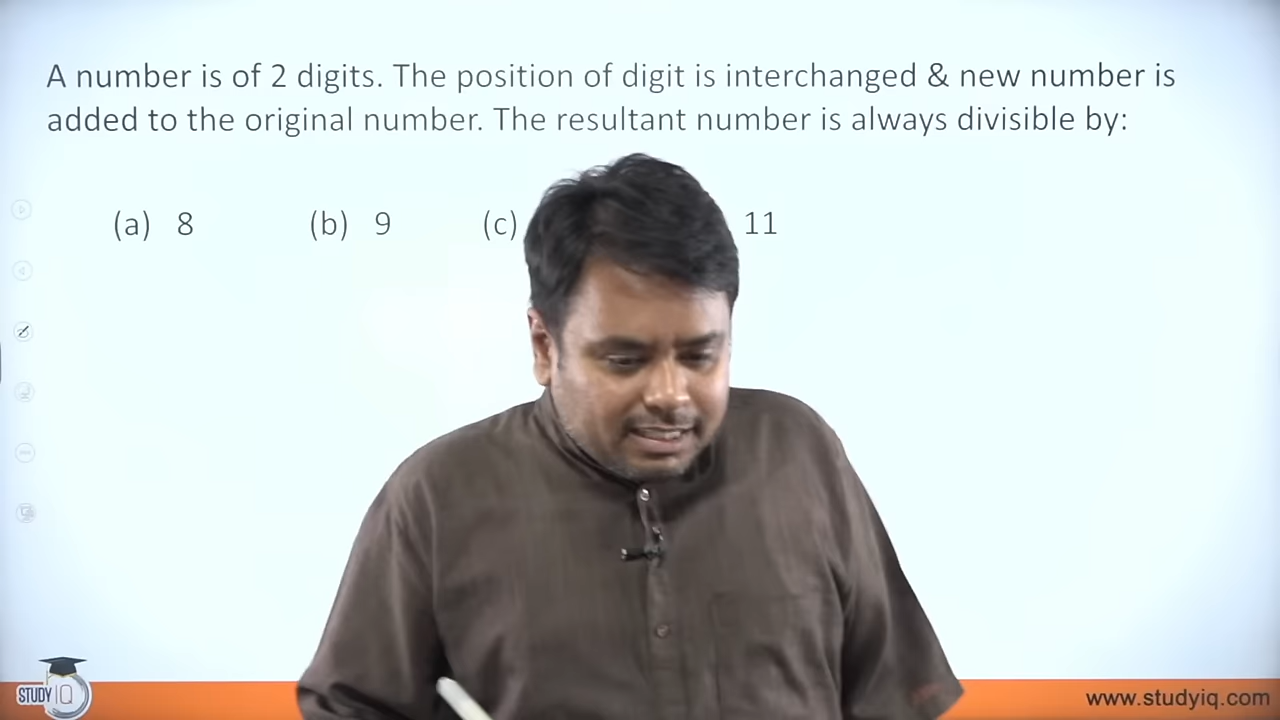 A number is of 2 digits. The position of digit is interchanged & new number is
added to the original number. The resultant number is always divisible by:
(a) 8 (b) 9 (c) 11
STUDY IQ
www.studyiq.com